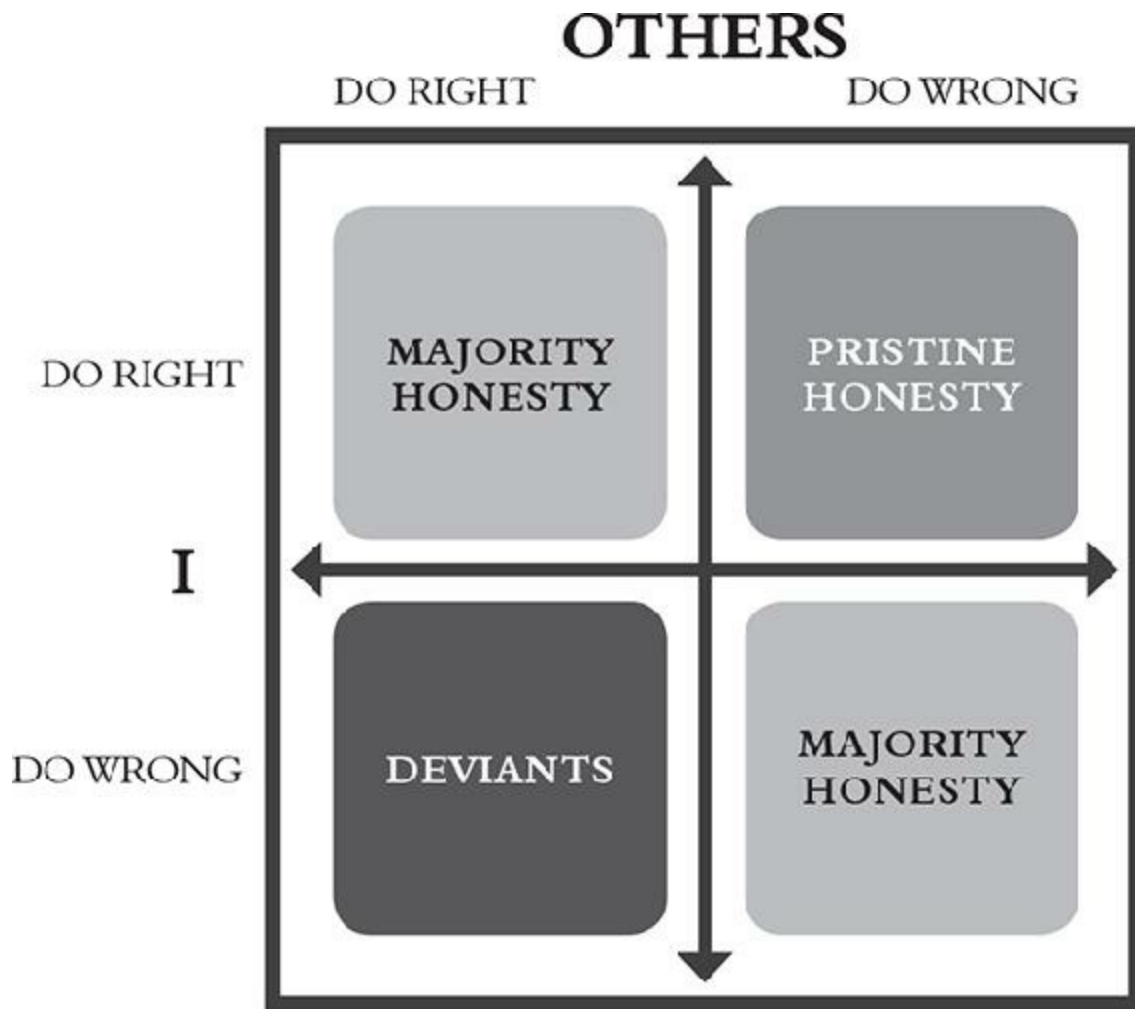 OTHERS
DO RIGHT DO WRONG
MAJORITY
HONESTY
PRISTINE
HONESTY
DO RIGHT
I
DO WRONG
DEVIANTS
MAJORITY
HONESTY